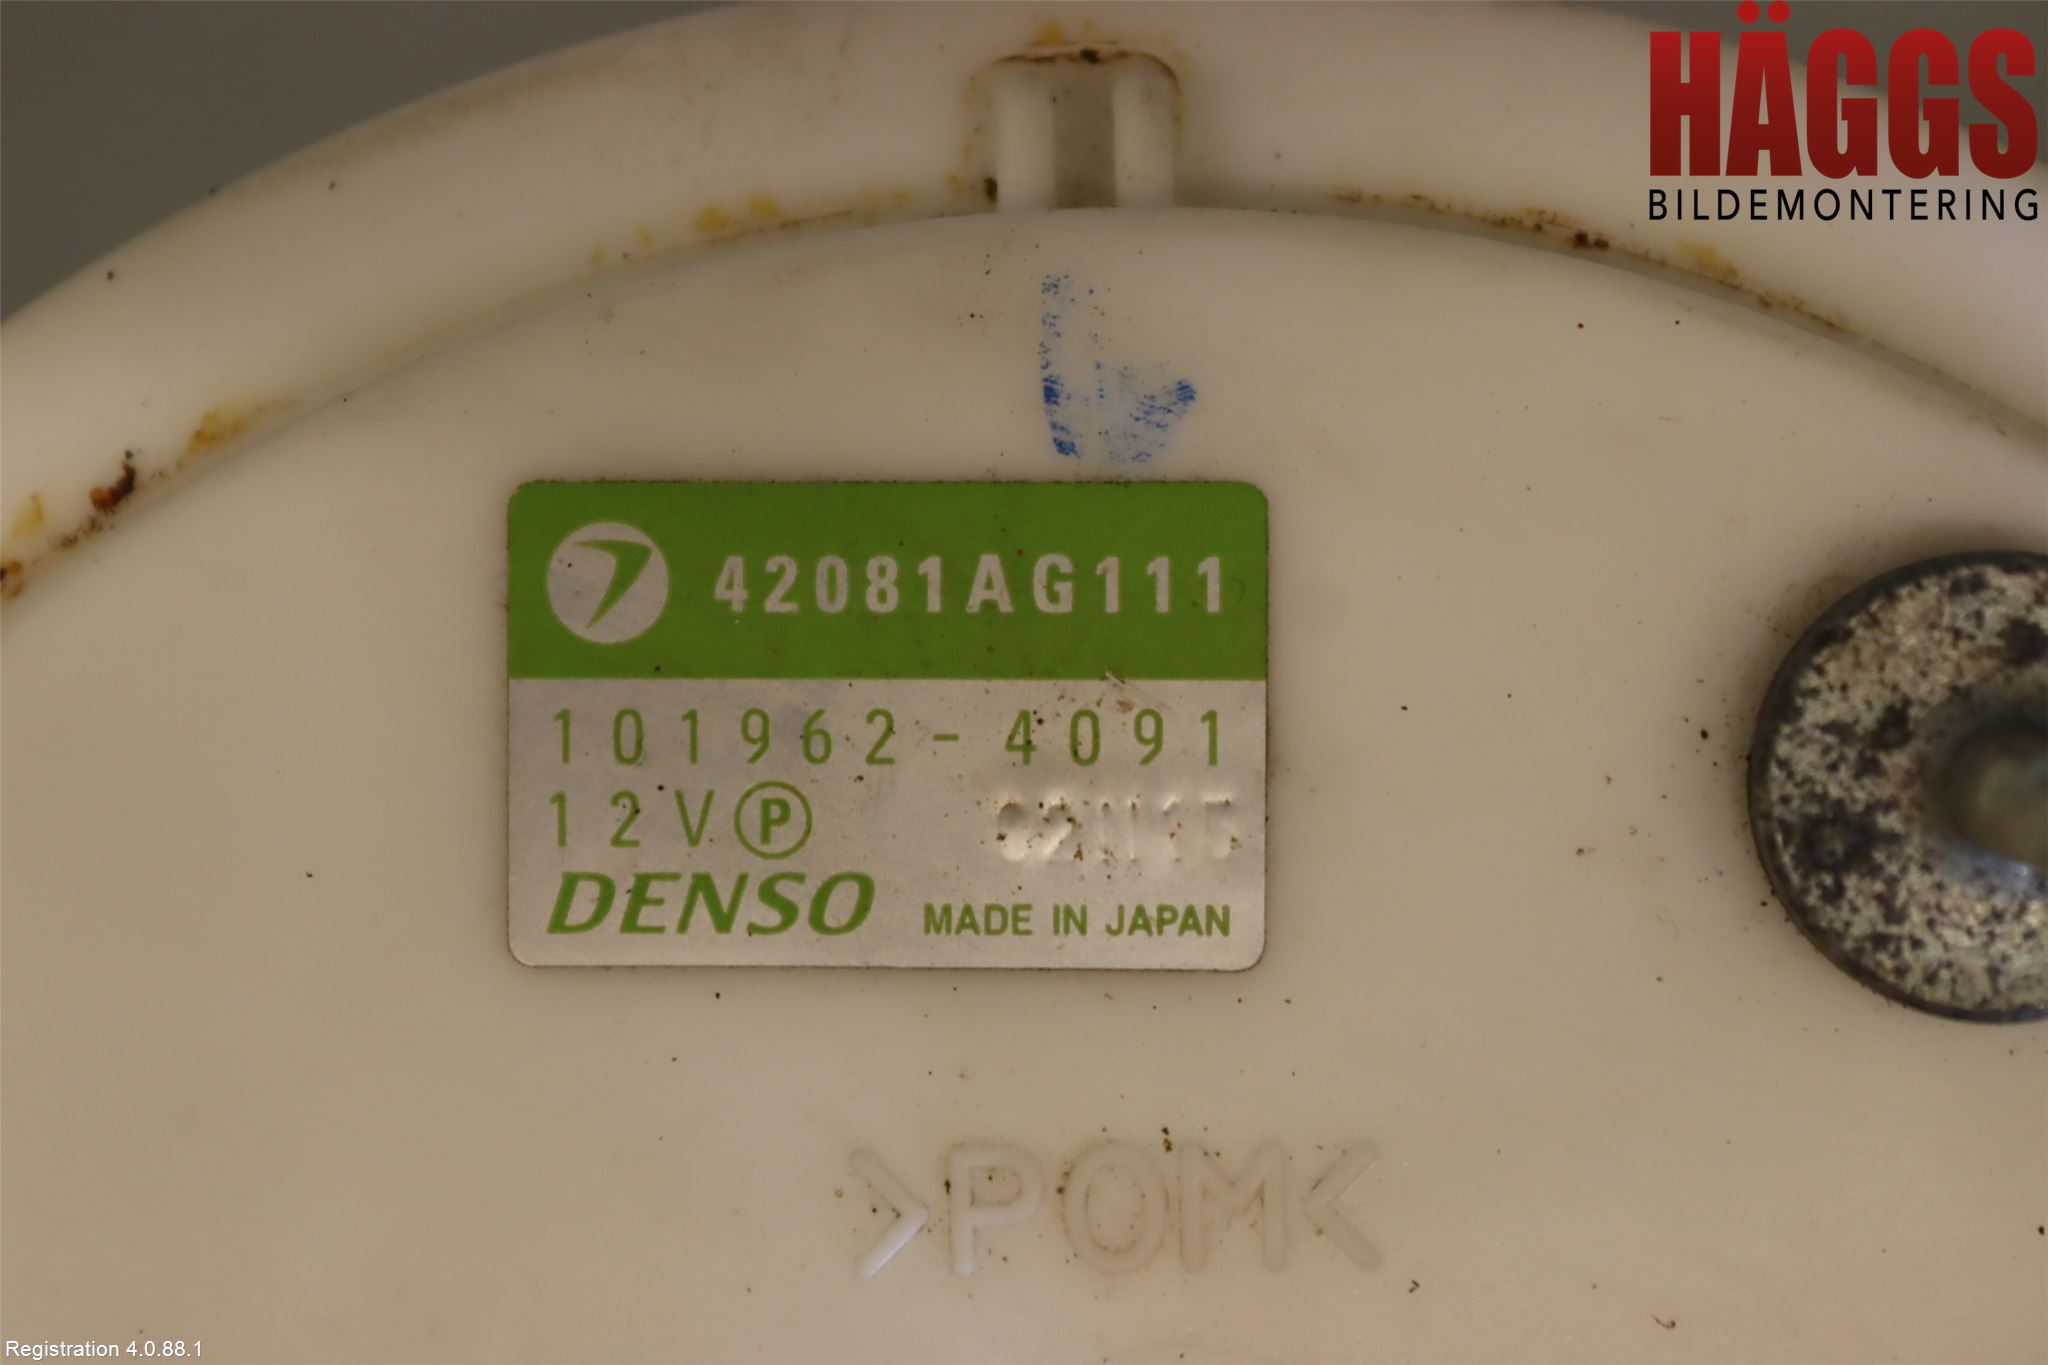 HÄGGS
BILDEMONTERING
42081AG111
101962-4091
12V Ⓟ
DENSO MADE IN JAPAN
>POM<
Registration 4.0.88.1